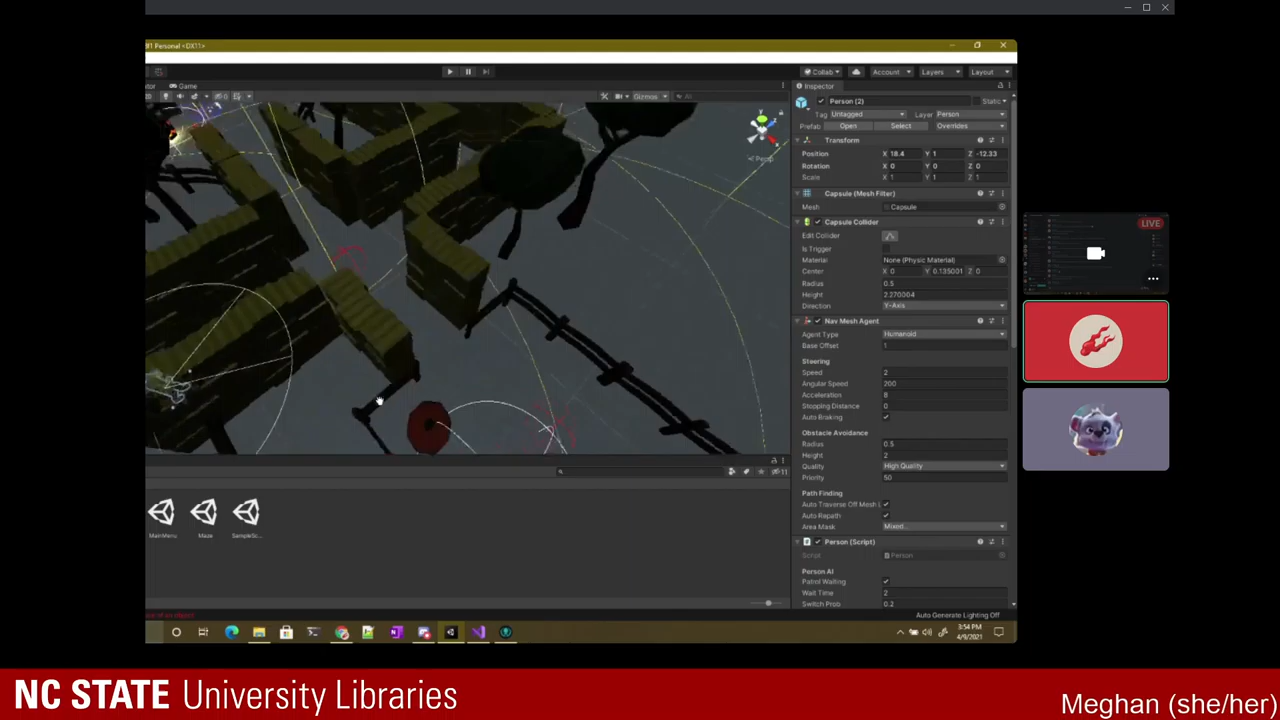 91 Personal <DX11>
Collab
Account
Layers
Layout
Game
Gizmos
All
Inspector
Person (2)
Static
Tag Untagged
Layer Person
Prefab Open Select Overrides
Transform
Position X 18.4 Y 1 Z -12.33
Rotation X 0 Y 0 Z 0
Scale X 1 Y 1 Z 1
Capsule (Mesh Filter)
Mesh Capsule
Capsule Collider
Edit Collider
Is Trigger
Material None (Physic Material)
Center X 0 Y 0.135001 Z 0
Radius 0.5
Height 2.270004
Direction Y-Axis
Nav Mesh Agent
Agent Type Humanoid
Base Offset 1
Steering
Speed 2
Angular Speed 200
Acceleration 8
Stopping Distance 0
Auto Braking
Obstacle Avoidance
Radius 0.5
Height 2
Quality High Quality
Priority 50
Path Finding
Auto Traverse Off Mesh L
Auto Repath
Area Mask Mixed...
Person (Script)
Script Person
Person AI
Patrol Waiting
Wait Time 2
Switch Prob 0.2
y
Persp
11
MainMenu
Maze
SampleSc...
Auto Generate Lighting Off
3:54 PM
4/9/2021
LIVE
NC STATE University Libraries
Meghan (she/her)